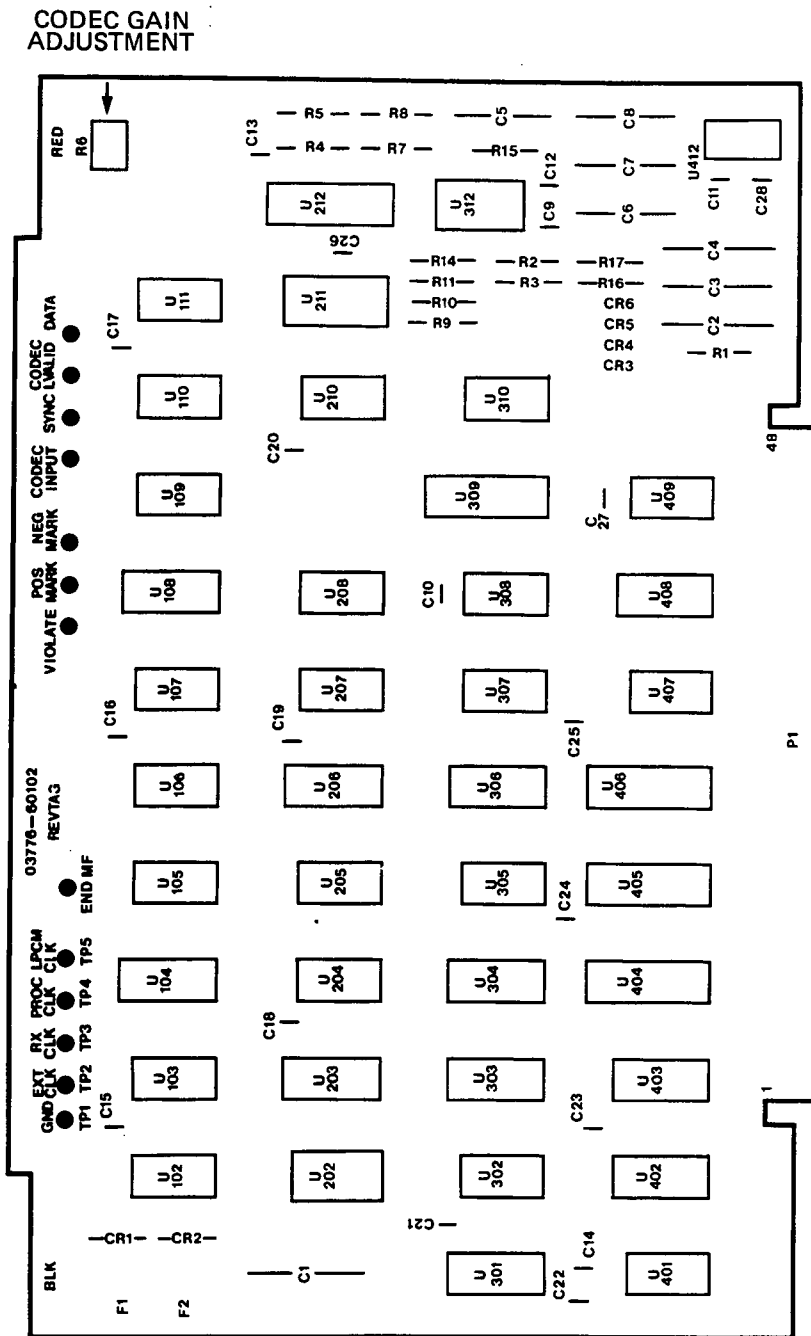 CODEC GAIN
ADJUSTMENT
RED
R6
C13
R5
R8
C5
C8
R4
R7
R15
C12
C7
U412
U
212
U
312
C9
C6
C11
C28
C26
R14
R2
R17
C4
R11
R3
R16
C3
R10
CR6
R9
CR5
C2
CR4
R1
CR3
DATA
CODEC
LVALID
SYNC
CODEC
INPUT
NEG
MARK
POS
MARK
VIOLATE
C17
U
111
U
211
U
110
U
210
U
310
48
C20
U
109
U
309
C
27
U
409
U
108
U
208
C10
U
308
U
408
C16
U
107
C19
U
207
U
307
C25
U
407
P1
03776-60102
REVTAG
U
106
U
206
U
306
U
406
END MF
U
105
U
205
U
305
C24
U
405
LPCM
CLK
TP5
PROC
CLK
TP4
RX
CLK
TP3
EXT
CLK
TP2
GND
TP1
U
104
U
204
U
304
U
404
C18
C15
U
103
U
203
U
303
C23
U
403
1
U
102
U
202
U
302
U
402
BLK
CR1
CR2
C21
F1
F2
C1
U
301
C22
C14
U
401